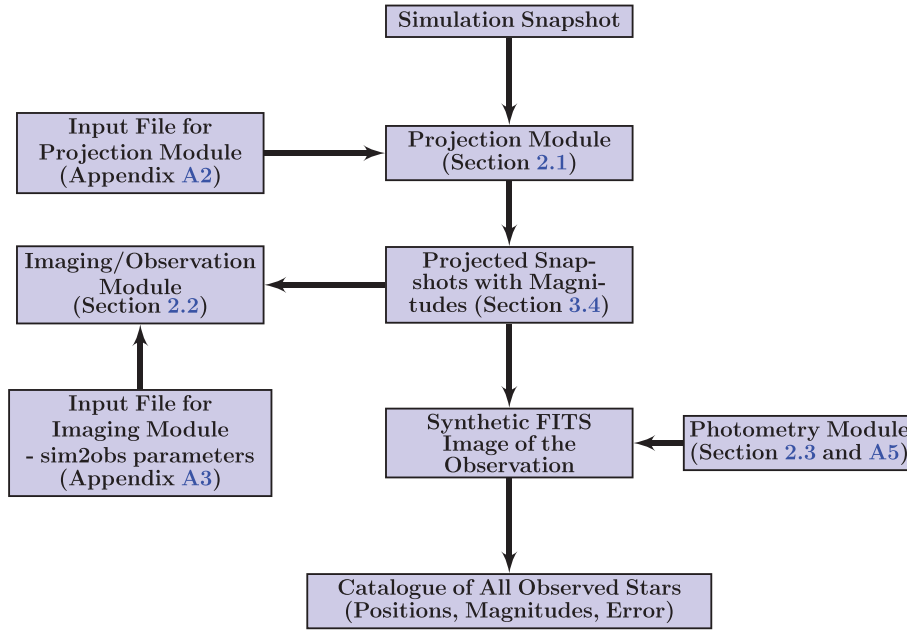 Simulation Snapshot
Input File for
Projection Module
(Appendix A2)
Projection Module
(Section 2.1)
Imaging/Observation
Module
(Section 2.2)
Projected Snap-
shots with Magni-
tudes (Section 3.4)
Input File for
Imaging Module
- sim2obs parameters
(Appendix A3)
Synthetic FITS
Image of the
Observation
Photometry Module
(Section 2.3 and A5)
Catalogue of All Observed Stars
(Positions, Magnitudes, Error)